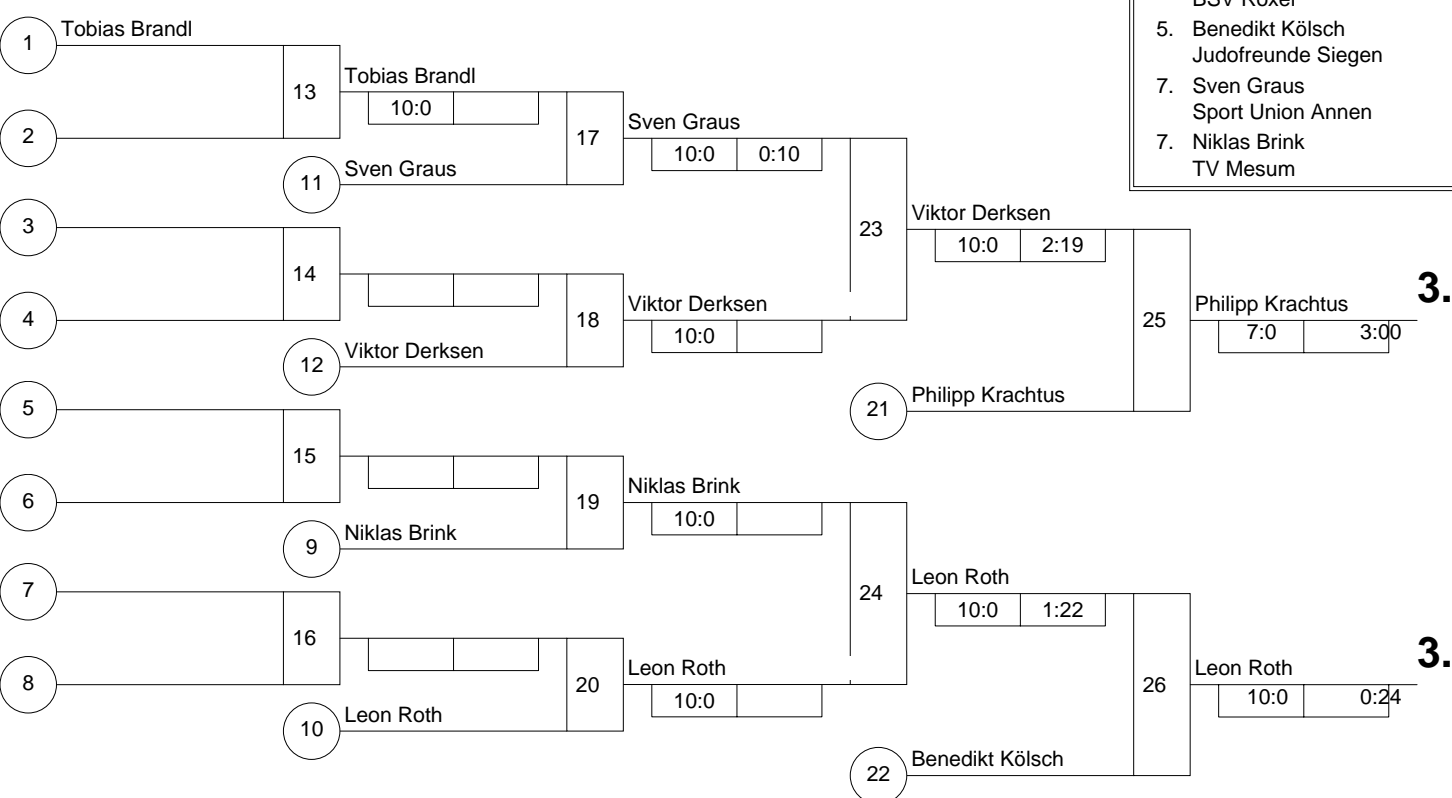 BSV Roxel
5. Benedikt Kölsch
Judofreunde Siegen
7. Sven Graus
Sport Union Annen
7. Niklas Brink
TV Mesum
1 Tobias Brandl
13
Tobias Brandl
10:0
2
17
Sven Graus
10:0 0:10
11 Sven Graus
3
23
Viktor Derksen
10:0 2:19
14
4
18
Viktor Derksen
10:0
12 Viktor Derksen
25
Philipp Krachtus 3.
7:0 3:00
5
21 Philipp Krachtus
15
6
19
Niklas Brink
10:0
9 Niklas Brink
7
24
Leon Roth
10:0 1:22
16
8
20
Leon Roth
10:0
10 Leon Roth
26
Leon Roth 3.
10:0 0:24
22 Benedikt Kölsch